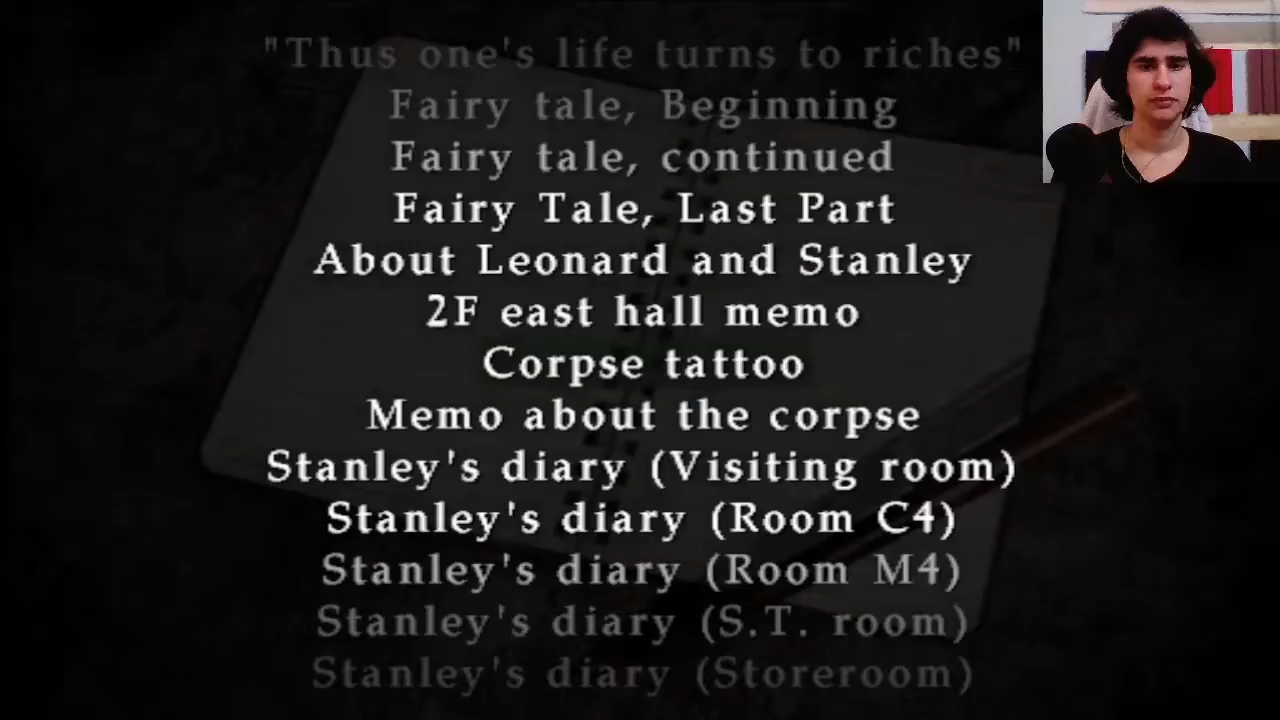 "Thus one's life turns to riches"
Fairy tale, Beginning
Fairy tale, continued
Fairy Tale, Last Part
About Leonard and Stanley
2F east hall memo
Corpse tattoo
Memo about the corpse
Stanley's diary (Visiting room)
Stanley's diary (Room C4)
Stanley's diary (Room M4)
Stanley's diary (S.T. room)
Stanley's diary (Storeroom)